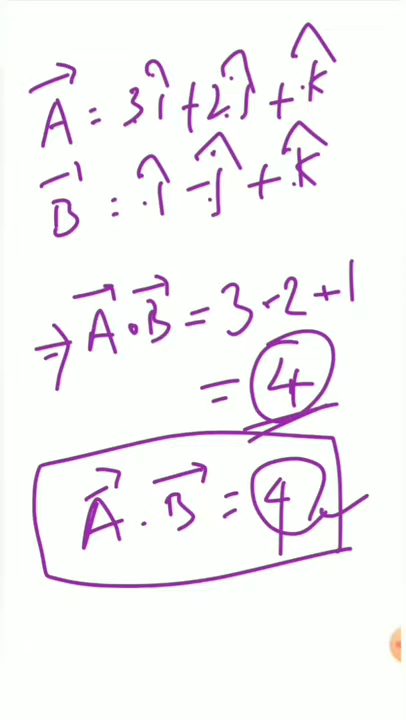 A⃗ = 3î + 2ĵ + k̂
B⃗ = î - ĵ + k̂
⇒ A⃗ · B⃗ = 3 - 2 + 1
= 4
A⃗ . B⃗ = 4